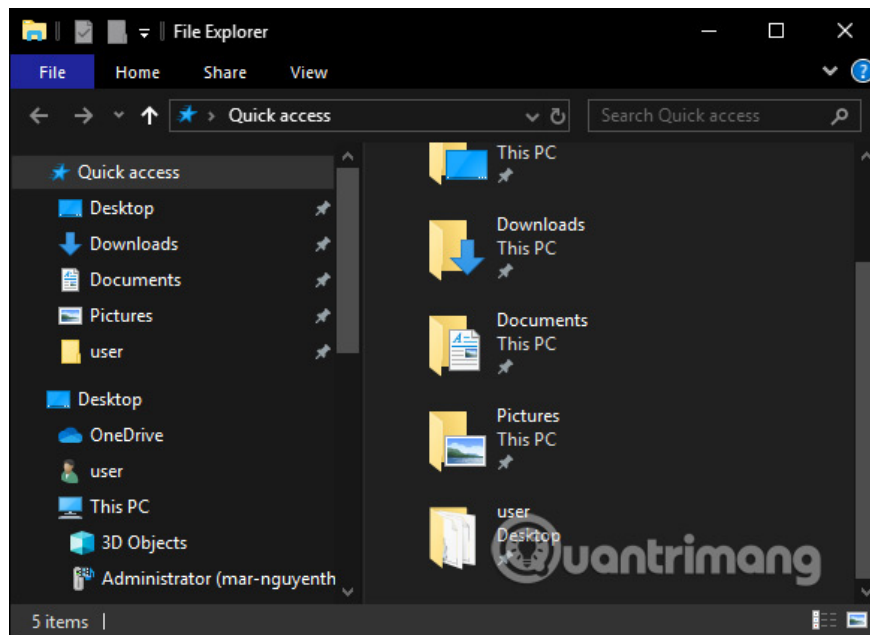 File Explorer
File Home Share View
Quick access
Search Quick access
Quick access
Desktop
Downloads
Documents
Pictures
user
Desktop
OneDrive
user
This PC
3D Objects
Administrator (mar-nguyenth
This PC
Downloads
This PC
Documents
This PC
Pictures
This PC
user
Desktop
Quantrimang
5 items